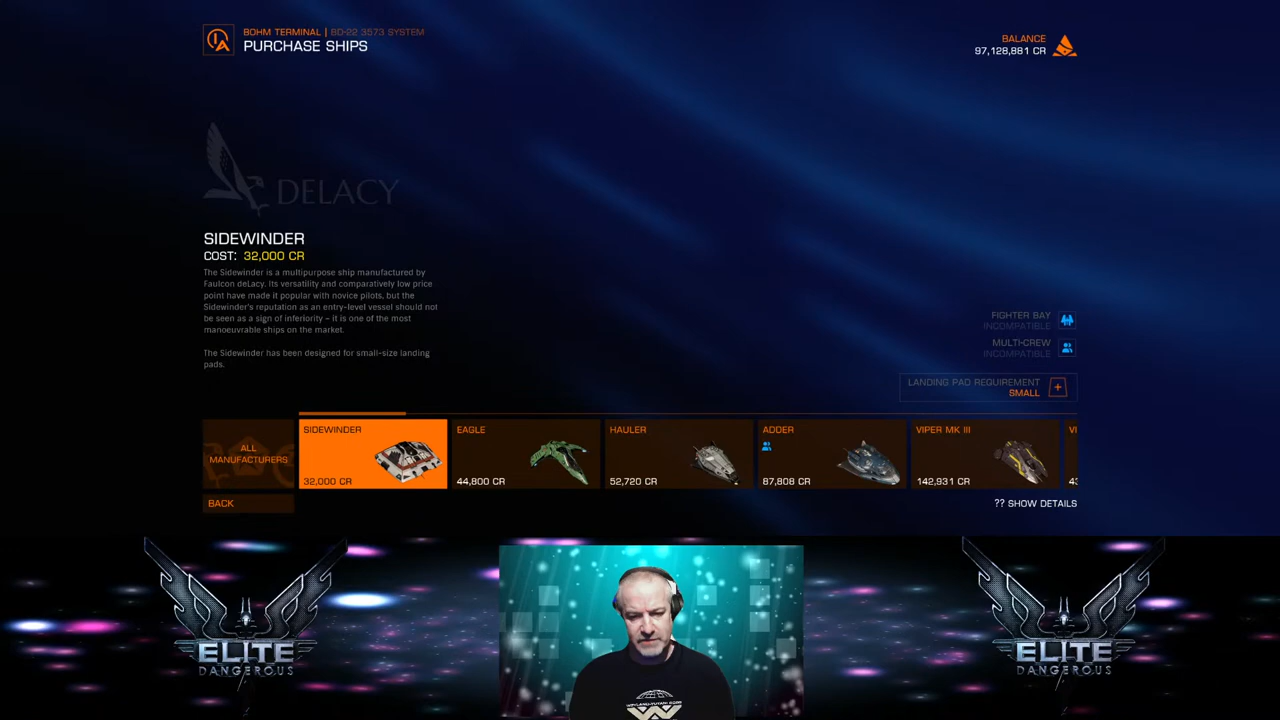 BOHM TERMINAL | BD-22 3573 SYSTEM
PURCHASE SHIPS
BALANCE
97,128,881 CR
DELACY
SIDEWINDER
COST: 32,000 CR
The Sidewinder is a multipurpose ship manufactured by
Faulcon deLacy. Its versatility and comparatively low price
point have made it popular with novice pilots, but the
Sidewinder's reputation as an entry-level vessel should not
be seen as a sign of inferiority – it is one of the most
manoeuvrable ships on the market.
The Sidewinder has been designed for small-size landing
pads.
FIGHTER BAY
INCOMPATIBLE
MULTI-CREW
INCOMPATIBLE
LANDING PAD REQUIREMENT
SMALL
ALL
MANUFACTURERS
SIDEWINDER
32,000 CR
EAGLE
44,800 CR
HAULER
52,720 CR
ADDER
87,808 CR
VIPER MK III
142,931 CR
VI
43
BACK
?? SHOW DETAILS
ELITE
DANGEROUS
ELITE
DANGEROUS